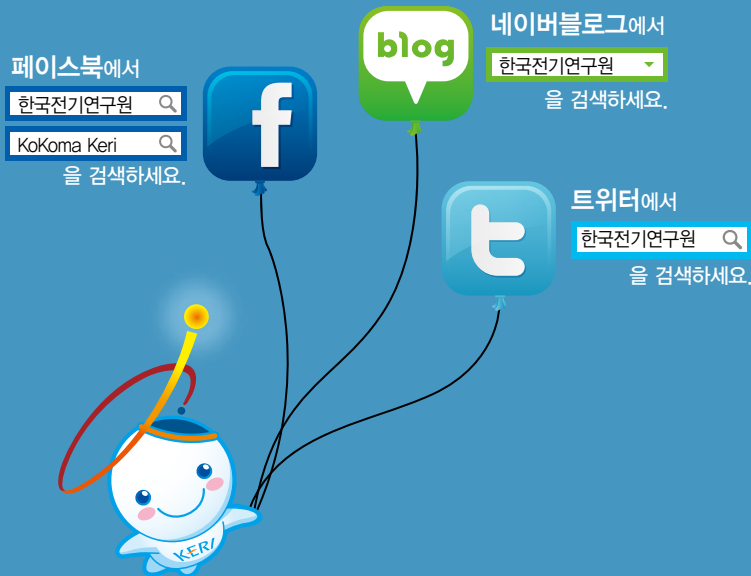 페이스북에서
한국전기연구원
KoKoma Keri
을 검색하세요.
f
blog
네이버블로그에서
한국전기연구원
을 검색하세요.
t
트위터에서
한국전기연구원
을 검색하세요.
KERI